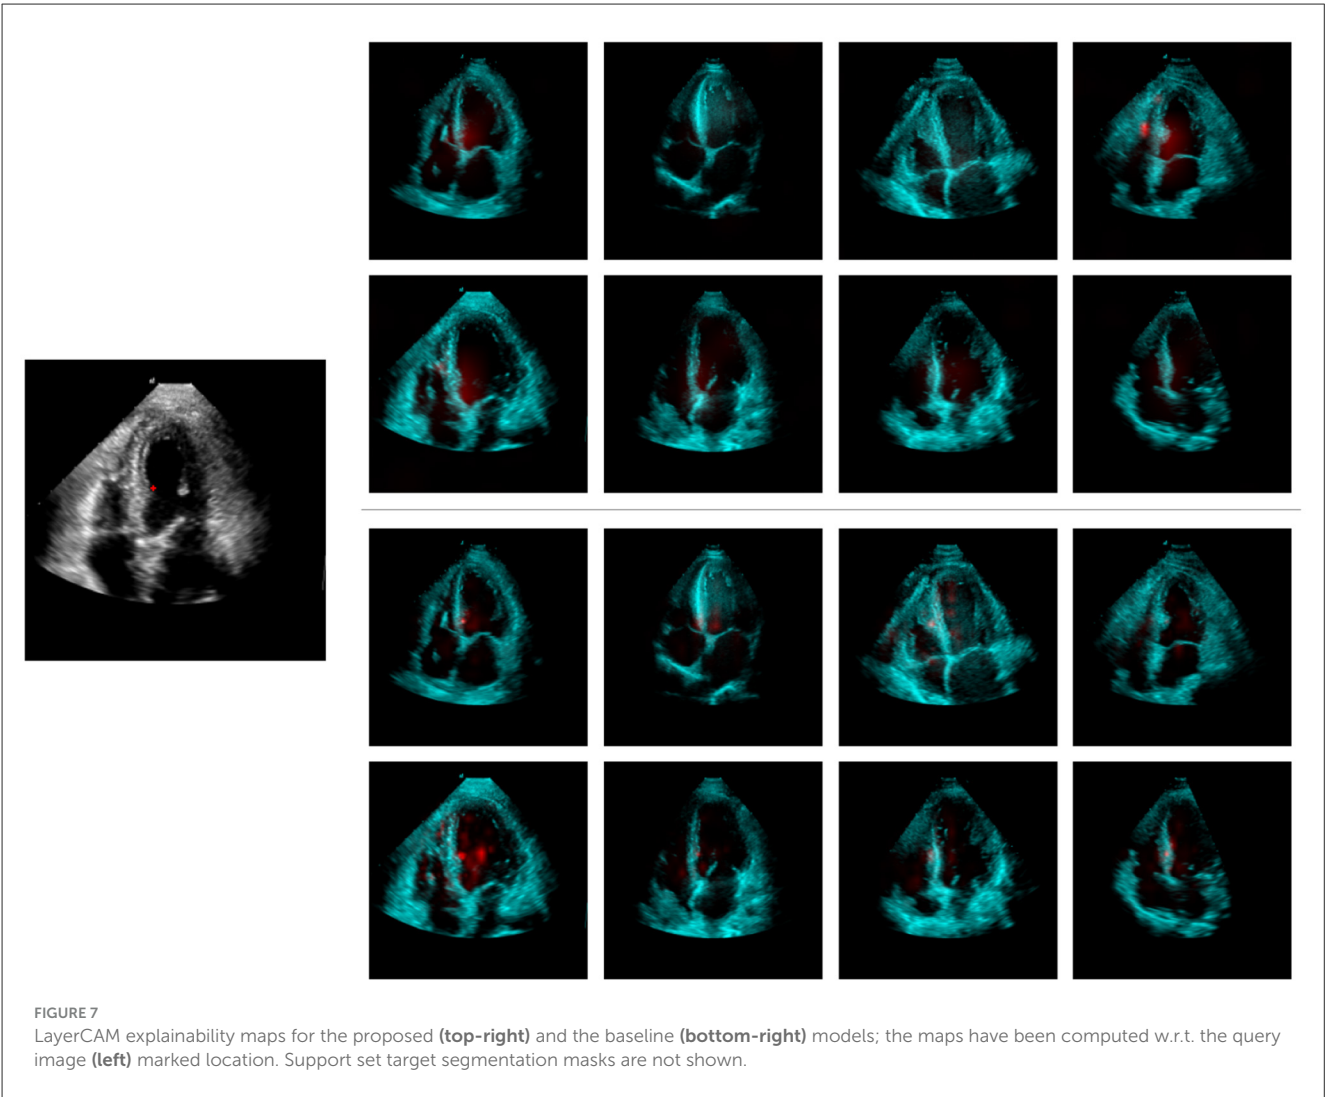 FIGURE 7
LayerCAM explainability maps for the proposed (top-right) and the baseline (bottom-right) models; the maps have been computed w.r.t. the query
image (left) marked location. Support set target segmentation masks are not shown.